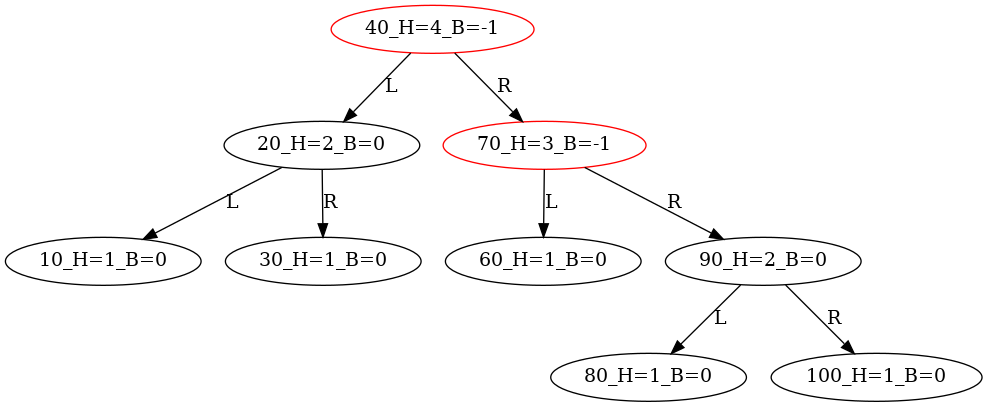 40_H=4_B=-1
L
R
20_H=2_B=0
70_H=3_B=-1
L
R
L
R
10_H=1_B=0
30_H=1_B=0
60_H=1_B=0
90_H=2_B=0
L
R
80_H=1_B=0
100_H=1_B=0